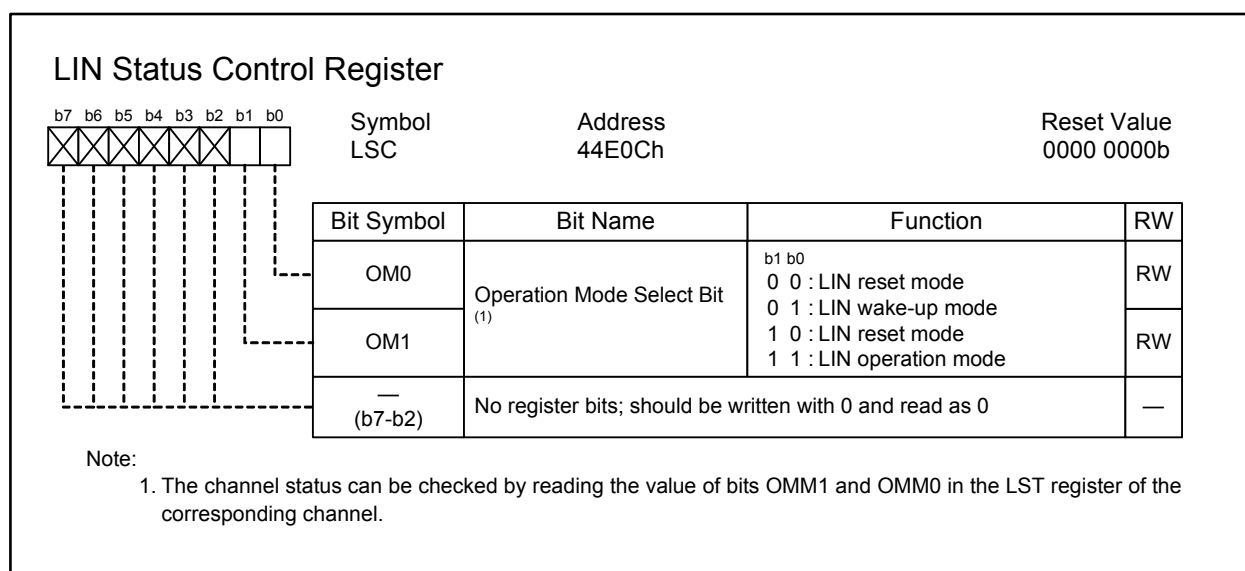 LIN Status Control Register
b7 b6 b5 b4 b3 b2 b1 b0
Symbol Address Reset Value
LSC 44E0Ch 0000 0000b
Bit Symbol Bit Name Function RW
OM0 Operation Mode Select Bit (1) b1 b0 RW
0 0 : LIN reset mode
0 1 : LIN wake-up mode
OM1 1 0 : LIN reset mode RW
1 1 : LIN operation mode
— (b7-b2) No register bits; should be written with 0 and read as 0 —
Note:
1. The channel status can be checked by reading the value of bits OMM1 and OMM0 in the LST register of the
corresponding channel.